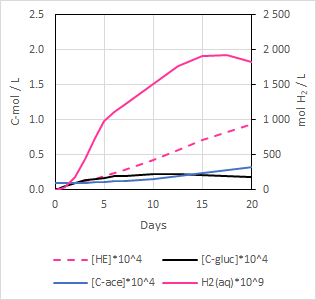 2.5 2 500
2.0 2 000
1.5 1 500
1.0 1 000
0.5 500
0.0 0
C-mol / L
mol H₂ / L
0 5 10 15 20
Days
[HE]*10^4 [C-gluc]*10^4
[C-ace]*10^4 H2(aq)*10^9